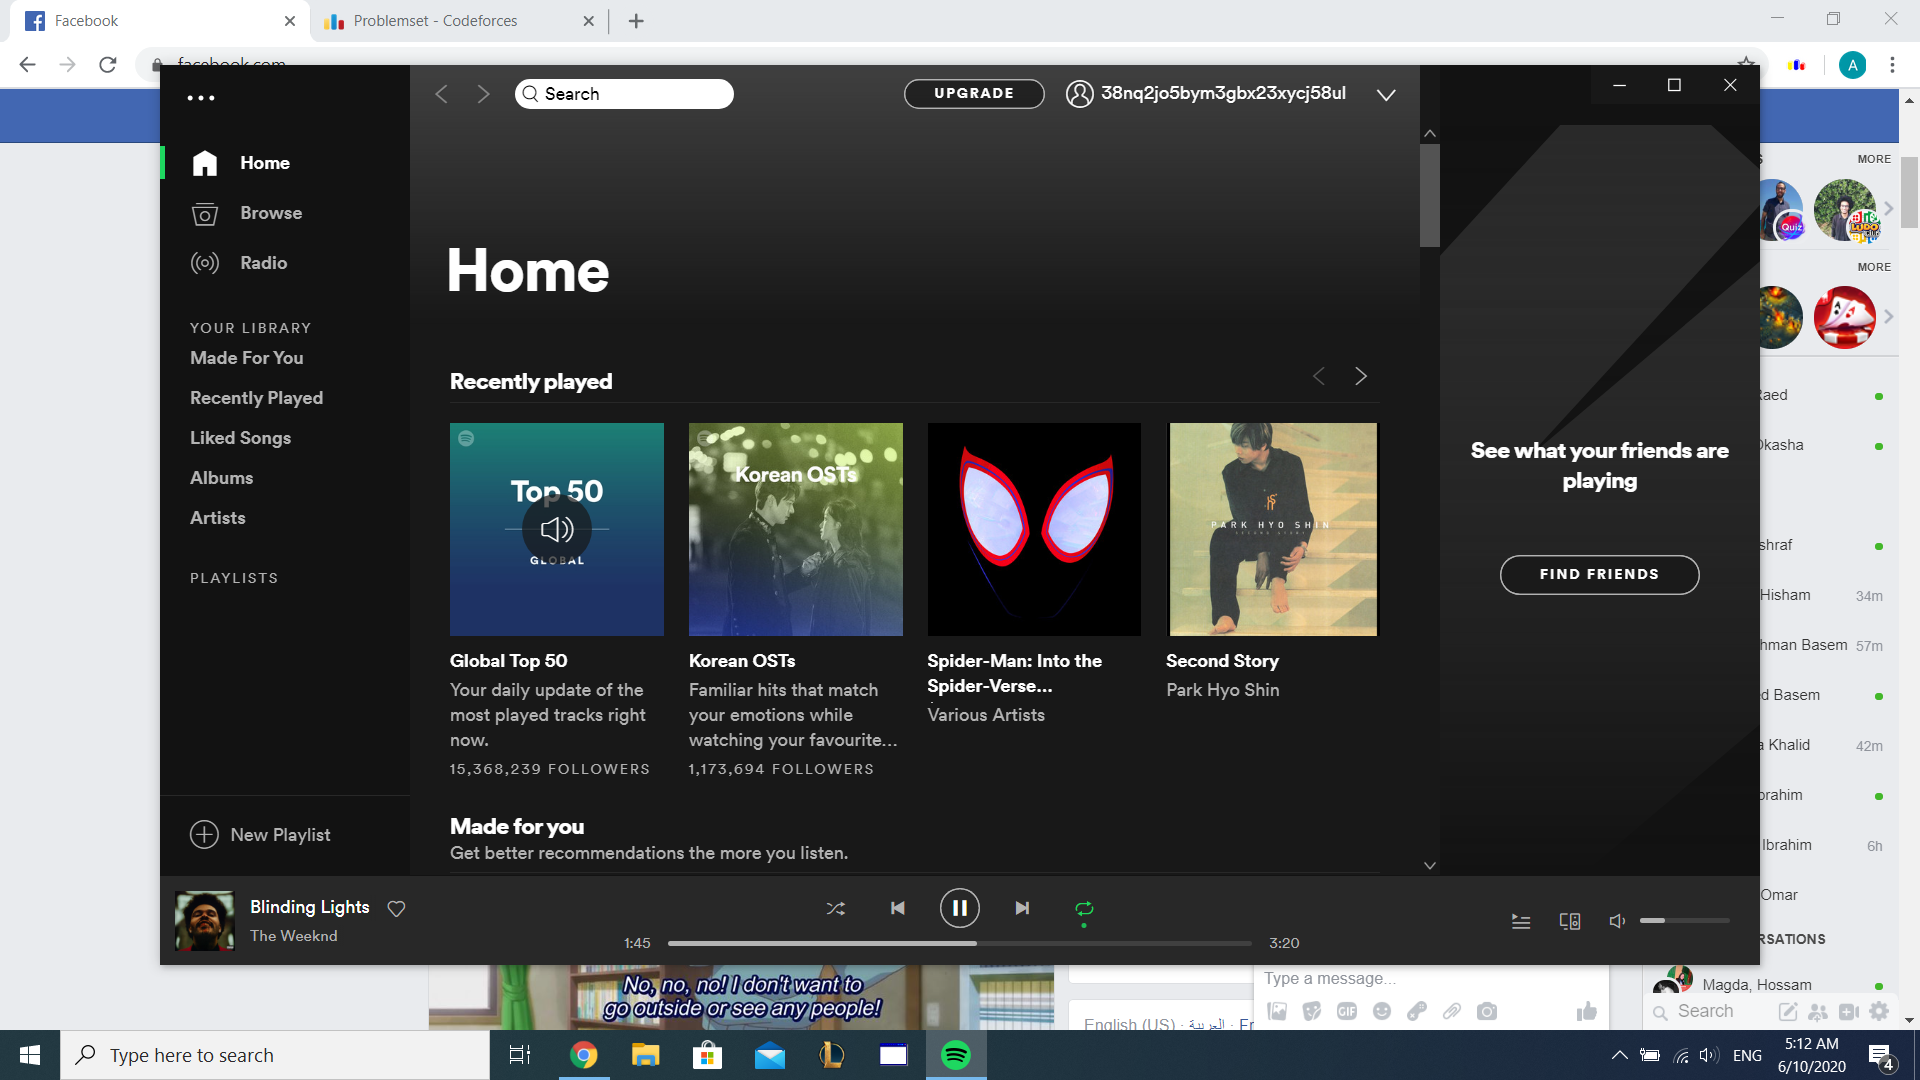 Facebook
Problemset - Codeforces
facebook.com
Search
UPGRADE
38nq2jo5bym3gbx23xycj58ul
Home
Browse
Radio
YOUR LIBRARY
Made For You
Recently Played
Liked Songs
Albums
Artists
PLAYLISTS
New Playlist
Home
Recently played
Top 50
GLOBAL
Korean OSTs
PARK HYO SHIN
Global Top 50
Your daily update of the
most played tracks right
now.
15,368,239 FOLLOWERS
Korean OSTs
Familiar hits that match
your emotions while
watching your favourite...
1,173,694 FOLLOWERS
Spider-Man: Into the
Spider-Verse...
Various Artists
Second Story
Park Hyo Shin
Made for you
Get better recommendations the more you listen.
See what your friends are
playing
FIND FRIENDS
MORE
Quiz
LUDO
MORE
Raed
Okasha
shraf
Hisham 34m
hman Basem 57m
d Basem
a Khalid 42m
brahim
Ibrahim 6h
Omar
RSATIONS
Magda, Hossam
Search
Blinding Lights
The Weeknd
1:45
3:20
No, no, no! I don't want to
go outside or see any people!
Type a message...
GIF
English (US) · العربية · Fr
Type here to search
ENG
5:12 AM
6/10/2020
4
A